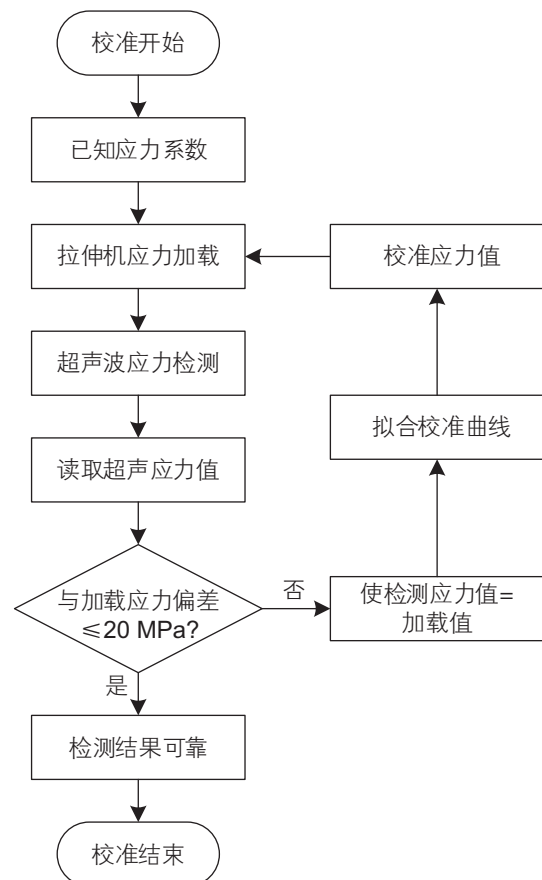 校准开始
已知应力系数
拉伸机应力加载
校准应力值
超声波应力检测
拟合校准曲线
读取超声应力值
与加载应力偏差
≤20 MPa?
否
使检测应力值=
加载值
是
检测结果可靠
校准结束